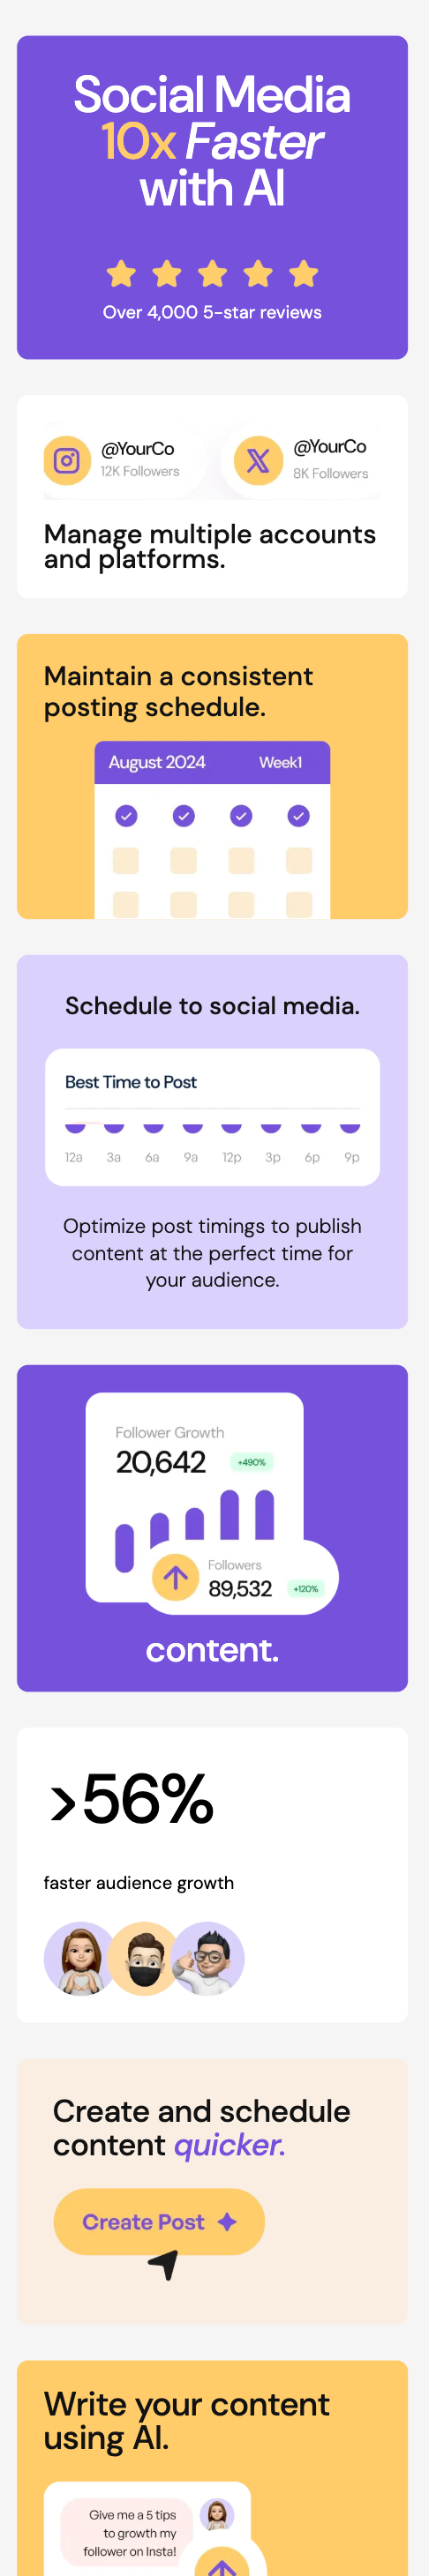 Social Media
10x Faster
with AI
Over 4,000 5-star reviews
@YourCo
12K Followers
@YourCo
8K Followers
Manage multiple accounts
and platforms.
Maintain a consistent
posting schedule.
August 2024 Week1
Schedule to social media.
Best Time to Post
12a 3a 6a 9a 12p 3p 6p 9p
Optimize post timings to publish
content at the perfect time for
your audience.
Follower Growth
20,642 +490%
Followers
89,532 +120%
content.
>56%
faster audience growth
Create and schedule
content quicker.
Create Post
Write your content
using AI.
Give me a 5 tips
to growth my
follower on Insta!